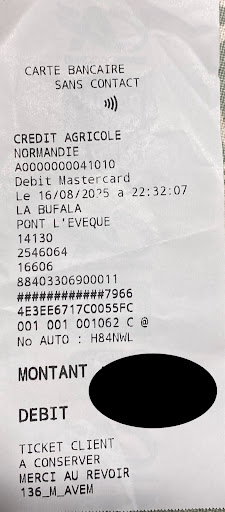 CARTE BANCAIRE
SANS CONTACT
CREDIT AGRICOLE
NORMANDIE
A0000000041010
Debit Mastercard
Le 16/08/2025 a 22:32:07
LA BUFALA
PONT L'EVEQUE
14130
2546064
16606
88403306900011
############7966
4E3EE6717C0055FC
001 001 001062 C @
No AUTO : H84NWL
MONTANT
DEBIT
TICKET CLIENT
A CONSERVER
MERCI AU REVOIR
136_M_AVEM